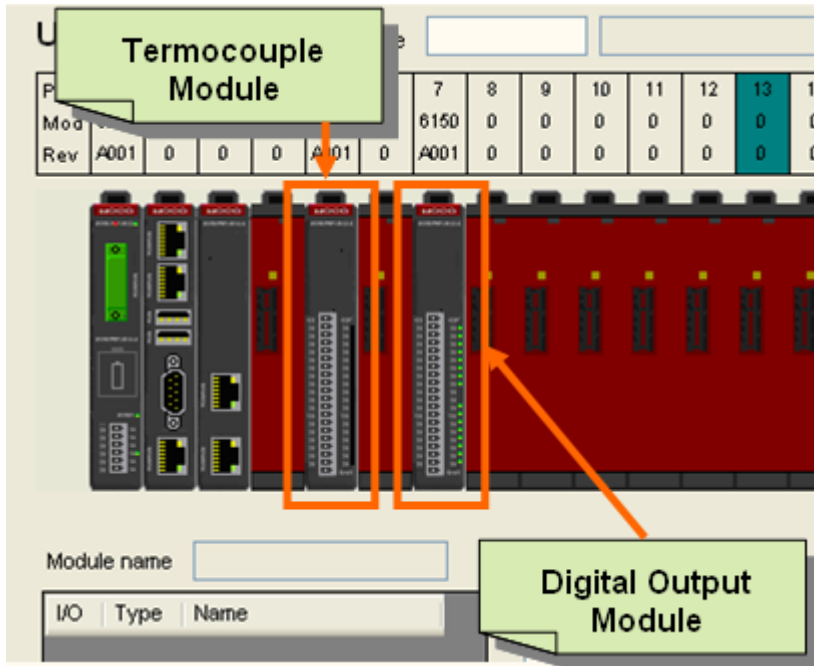 U
Termocouple
Module
e
P 7 8 9 10 11 12 13 1
Mod 6150 0 0 0 0 0 0
Rev A001 0 0 0 A001 0 A001 0 0 0 0 0 0
Module name
I/O Type Name
Digital Output
Module